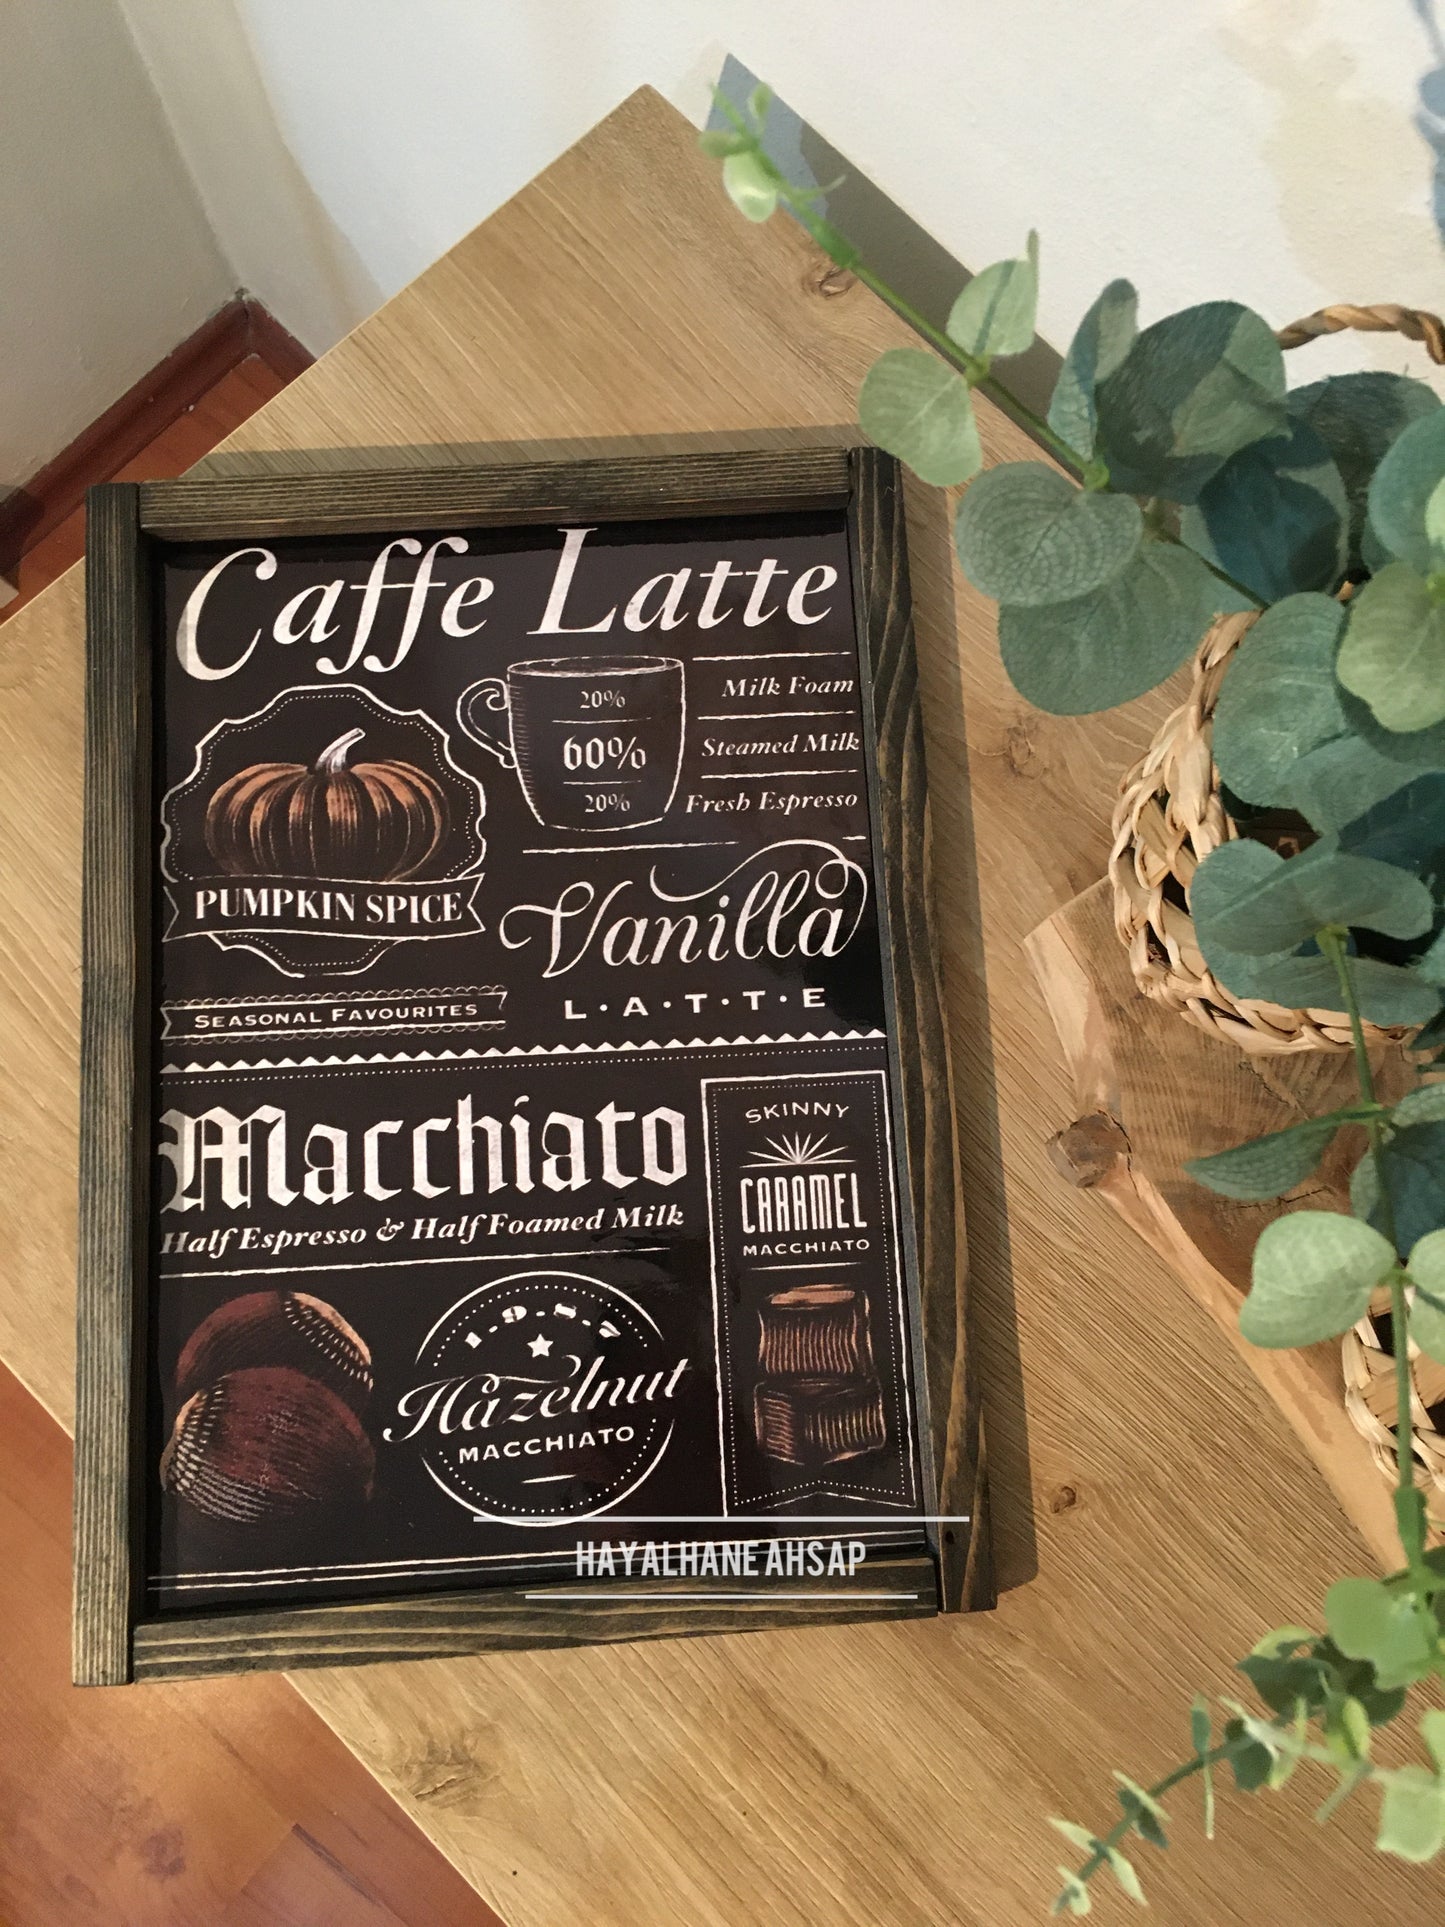 Caffe Latte
20%
60%
20%
Milk Foam
Steamed Milk
Fresh Espresso
PUMPKIN SPICE
SEASONAL FAVOURITES
Vanilla
L·A·T·T·E
Macchiato
Half Espresso & Half Foamed Milk
1.9.8.7
Hazelnut
MACCHIATO
SKINNY
CARAMEL
MACCHIATO
HAYALHANE AHSAP